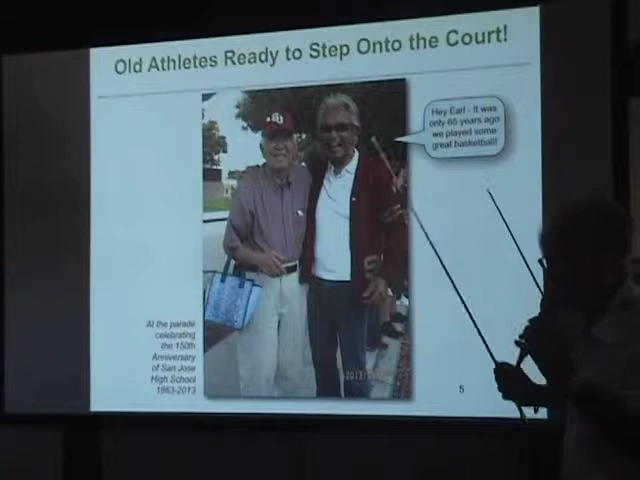 Old Athletes Ready to Step Onto the Court!
Hey Earl - It was
only 65 years ago
we played some
great basketball!
At the parade
celebrating
the 150th
Anniversary
of San Jose
High School
1863-2013
5